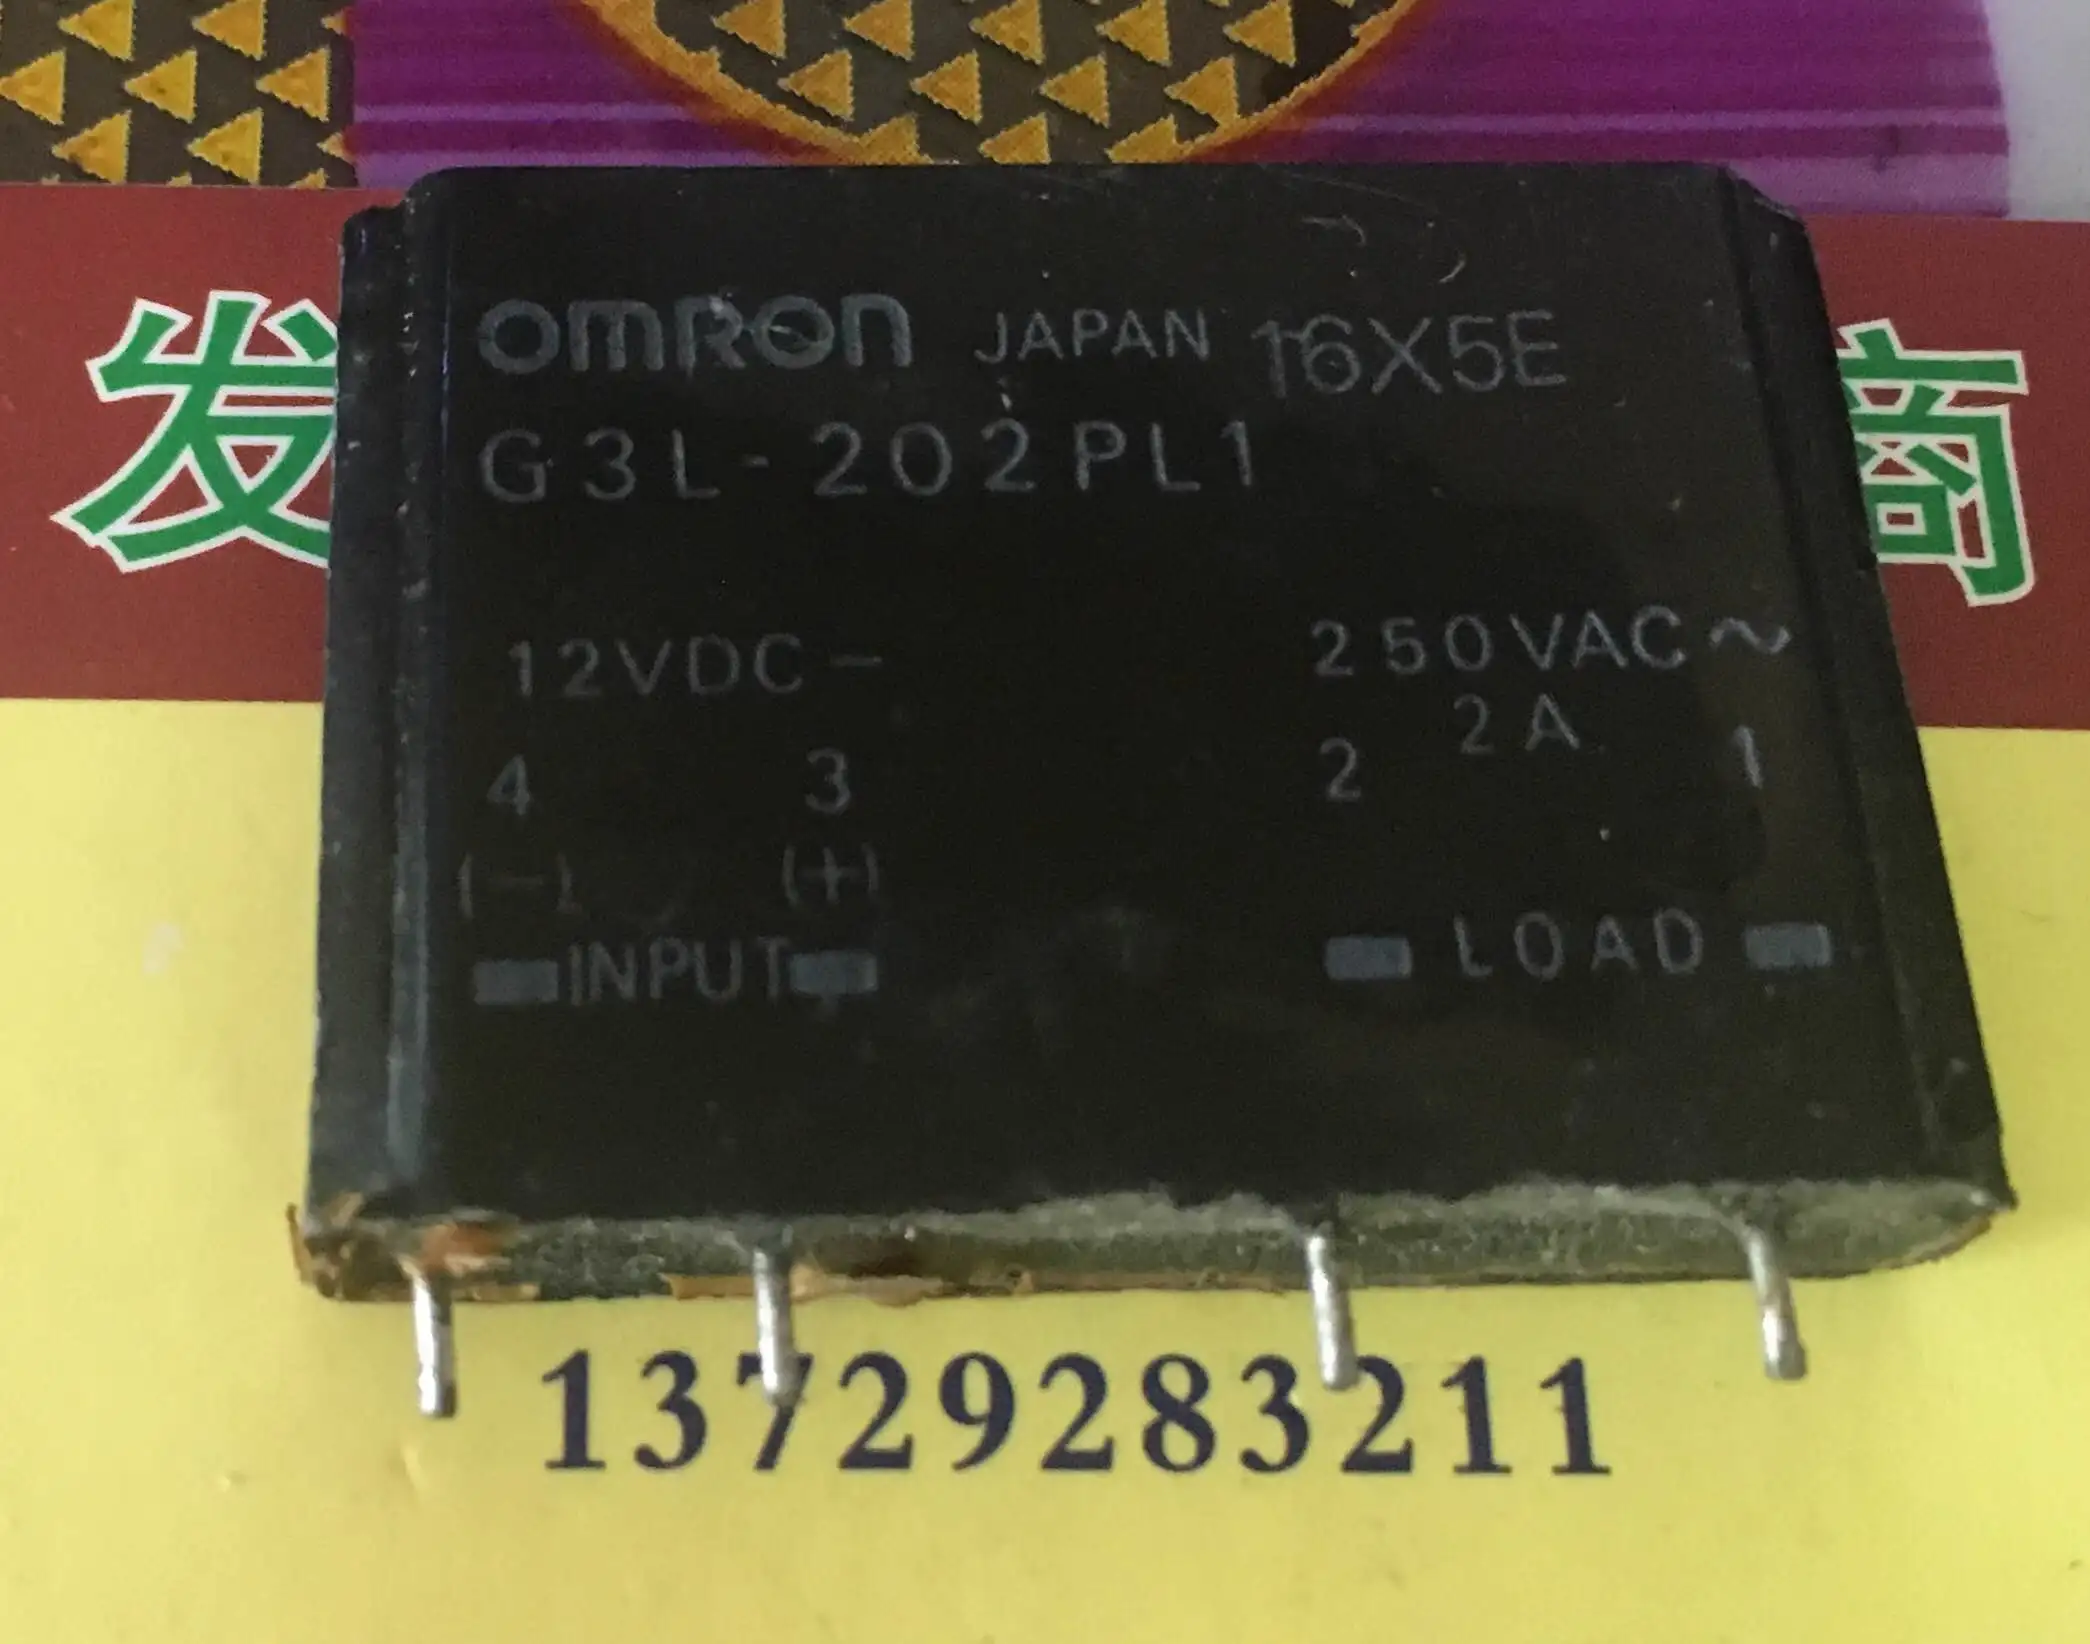 发
商
omron JAPAN 16X5E
G3L-202PL1
12VDC⎓ 250VAC~
2A
4 3 2 1
(-) (+)
INPUT LOAD
13729283211